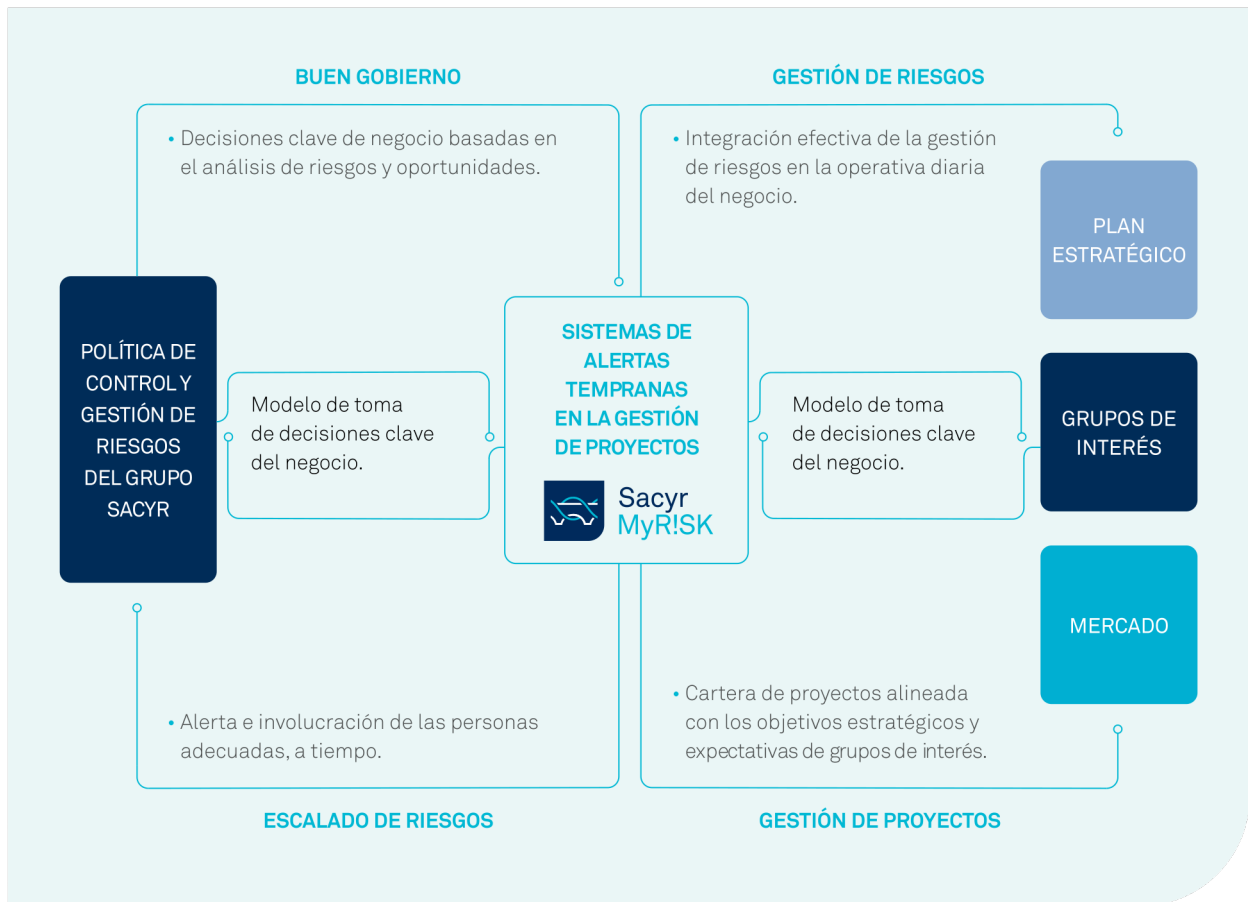 BUEN GOBIERNO
GESTIÓN DE RIESGOS
• Decisiones clave de negocio basadas en
el análisis de riesgos y oportunidades.
• Integración efectiva de la gestión
de riesgos en la operativa diaria
del negocio.
PLAN
ESTRATÉGICO
POLÍTICA DE
CONTROL Y
GESTIÓN DE
RIESGOS
DEL GRUPO
SACYR
Modelo de toma
de decisiones clave
del negocio.
SISTEMAS DE
ALERTAS
TEMPRANAS
EN LA GESTIÓN
DE PROYECTOS
Sacyr
MyR!SK
Modelo de toma
de decisiones clave
del negocio.
GRUPOS DE
INTERÉS
MERCADO
• Alerta e involucración de las personas
adecuadas, a tiempo.
• Cartera de proyectos alineada
con los objetivos estratégicos y
expectativas de grupos de interés.
ESCALADO DE RIESGOS
GESTIÓN DE PROYECTOS